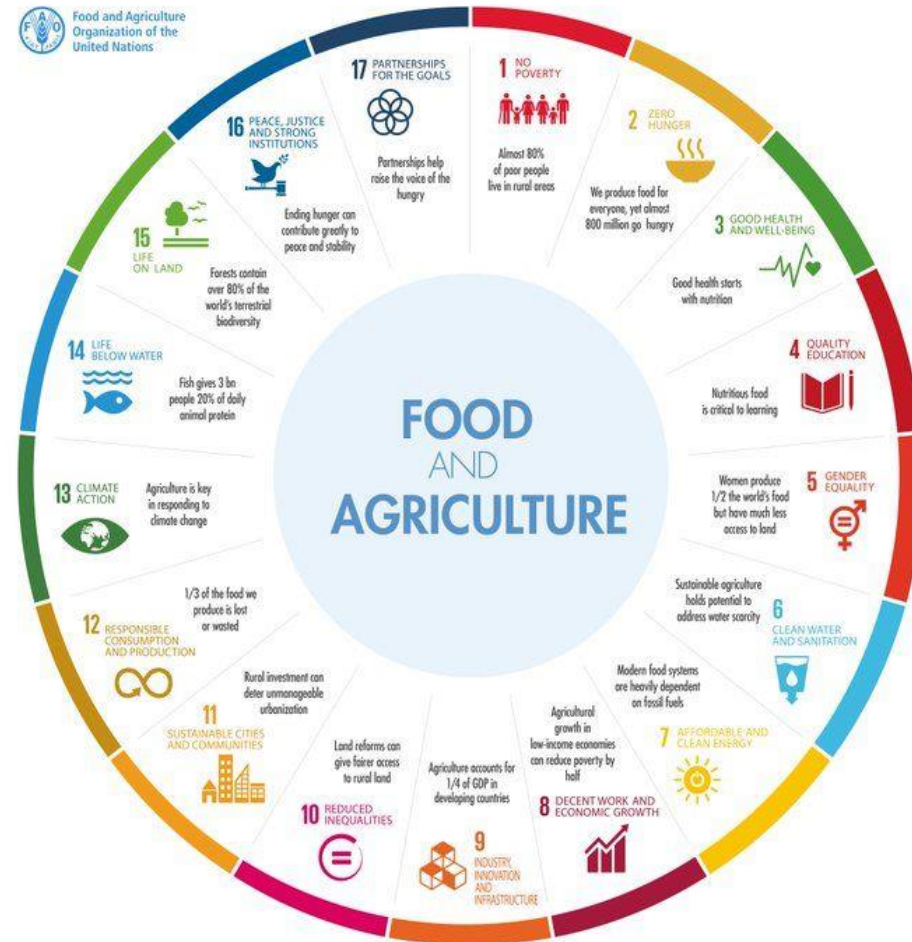 Food and Agriculture
Organization of the
United Nations
1 NO
POVERTY
Almost 80%
of poor people
live in rural areas
2 ZERO
HUNGER
We produce food for
everyone, yet almost
800 million go hungry
3 GOOD HEALTH
AND WELL-BEING
Good health starts
with nutrition
4 QUALITY
EDUCATION
Nutritious food
is critical to learning
5 GENDER
EQUALITY
Women produce
1/2 the world's food
but have much less
access to land
6
CLEAN WATER
AND SANITATION
Sustainable agriculture
holds potential to
address water scarcity
7 AFFORDABLE AND
CLEAN ENERGY
Modern food systems
are heavily dependent
on fossil fuels
8 DECENT WORK AND
ECONOMIC GROWTH
Agricultural
growth in
low-income economies
can reduce poverty by
half
9
INDUSTRY,
INNOVATION
AND
INFRASTRUCTURE
Agriculture accounts for
1/4 of GDP in
developing countries
10 REDUCED
INEQUALITIES
Land reforms can
give fairer access
to rural land
11
SUSTAINABLE CITIES
AND COMMUNITIES
Rural investment can
deter unmanageable
urbanization
12 RESPONSIBLE
CONSUMPTION
AND PRODUCTION
1/3 of the food we
produce is lost
or wasted
13 CLIMATE
ACTION
Agriculture is key
in responding to
climate change
14 LIFE
BELOW WATER
Fish gives 3 bn
people 20% of daily
animal protein
15
LIFE
ON LAND
Forests contain
over 80% of the
world's terrestrial
biodiversity
16 PEACE, JUSTICE
AND STRONG
INSTITUTIONS
Ending hunger can
contribute greatly to
peace and stability
17 PARTNERSHIPS
FOR THE GOALS
Partnerships help
raise the voice of the
hungry
FOOD
AND
AGRICULTURE